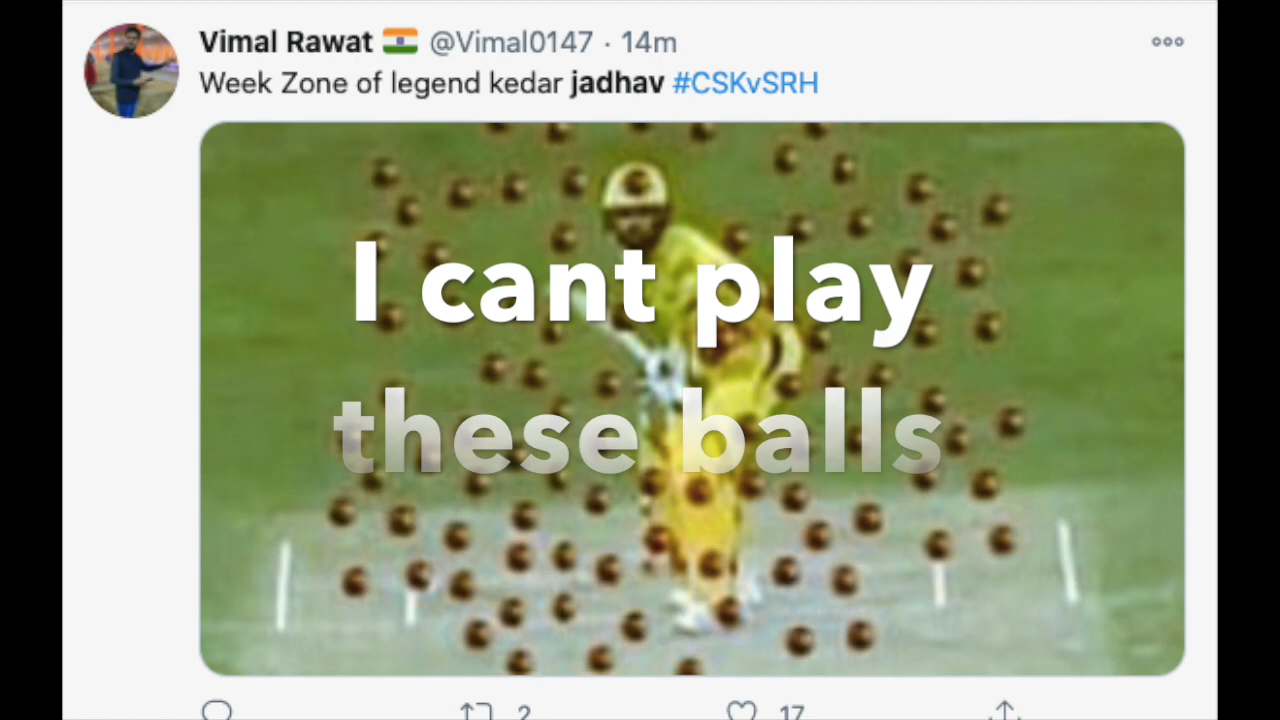 Vimal Rawat 🇮🇳 @Vimal0147 · 14m
Week Zone of legend kedar jadhav #CSKvSRH
I cant play
these balls
2 17